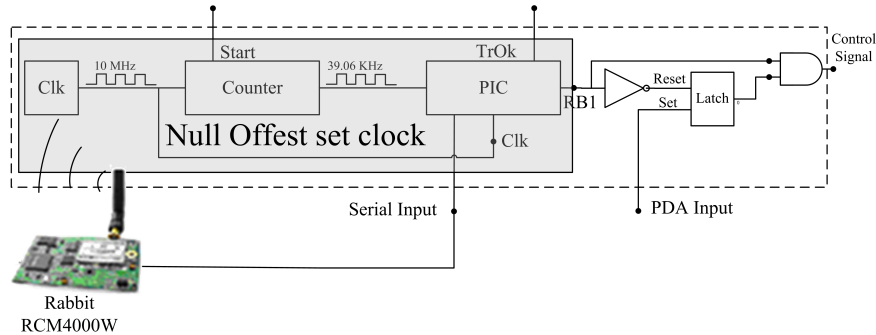 Start
TrOk
Control
Signal
10 MHz
39.06 KHz
Clk
Counter
PIC
RB1
Reset
Set
Latch
Null Offest set clock
Clk
Serial Input
PDA Input
Rabbit
RCM4000W